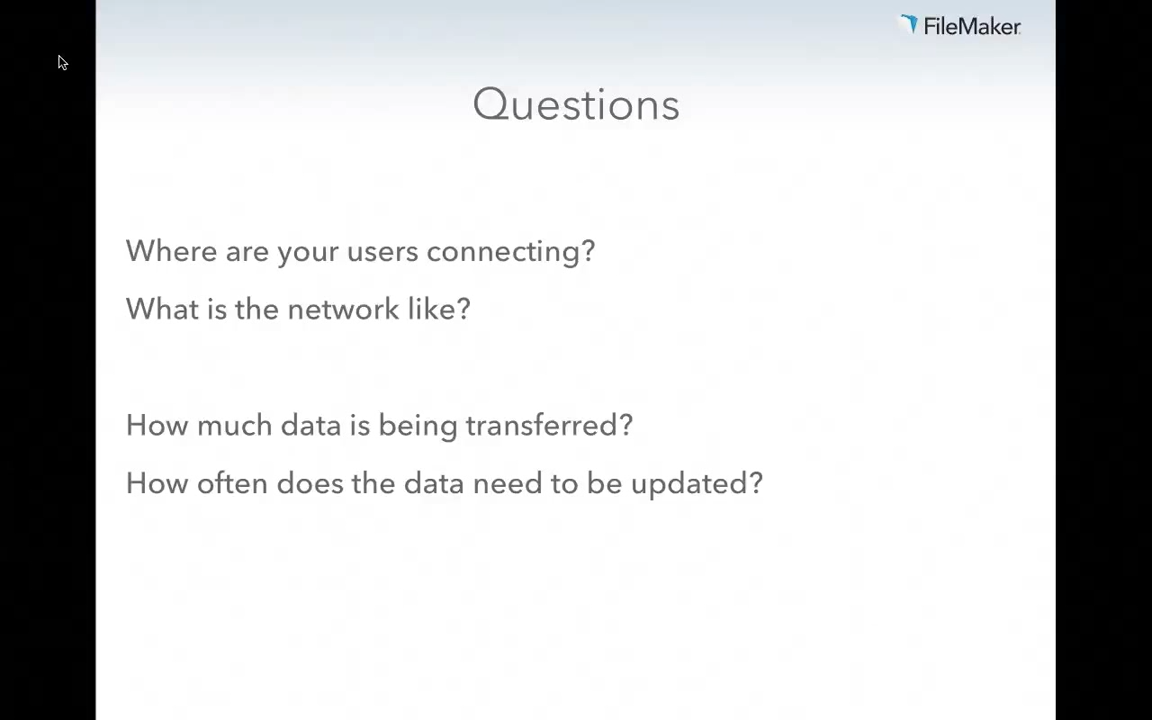 FileMaker
Questions
Where are your users connecting?
What is the network like?
How much data is being transferred?
How often does the data need to be updated?